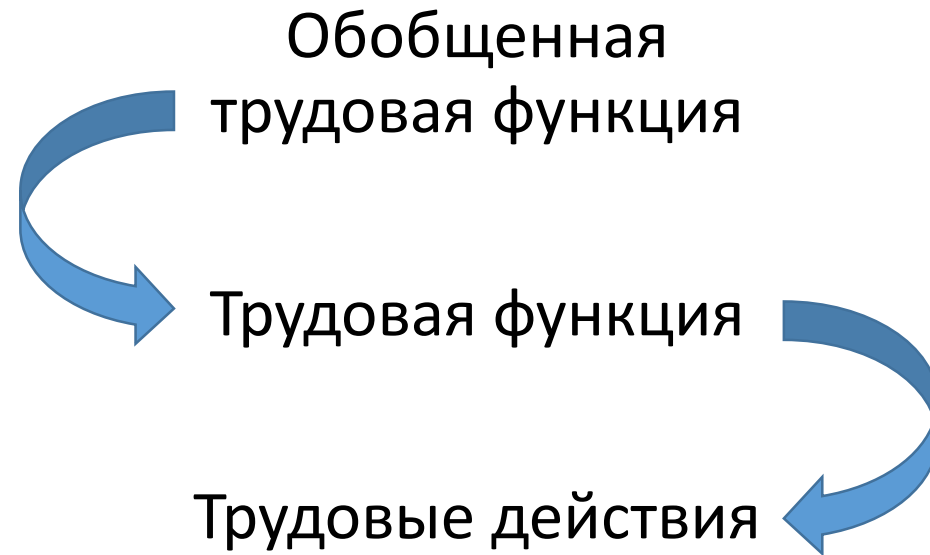 Обобщенная
трудовая функция
Трудовая функция
Трудовые действия